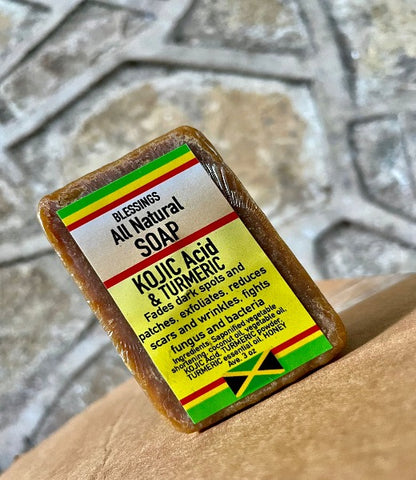 BLESSINGS
All Natural
SOAP
KOJIC Acid
& TURMERIC
Fades dark spots and
patches, exfoliates, reduces
scars and wrinkles, fights
fungus and bacteria
Ingredients: Saponified vegetable
shortening, coconut oil, vegetable oil,
KOJIC Acid, TURMERIC powder,
TURMERIC essential oil, HONEY
Ave. 3 oz